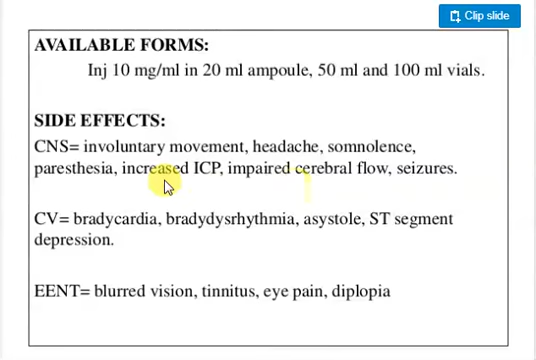 Clip slide
AVAILABLE FORMS:
Inj 10 mg/ml in 20 ml ampoule, 50 ml and 100 ml vials.
SIDE EFFECTS:
CNS= involuntary movement, headache, somnolence,
paresthesia, increased ICP, impaired cerebral flow, seizures.
CV= bradycardia, bradydysrhythmia, asystole, ST segment
depression.
EENT= blurred vision, tinnitus, eye pain, diplopia